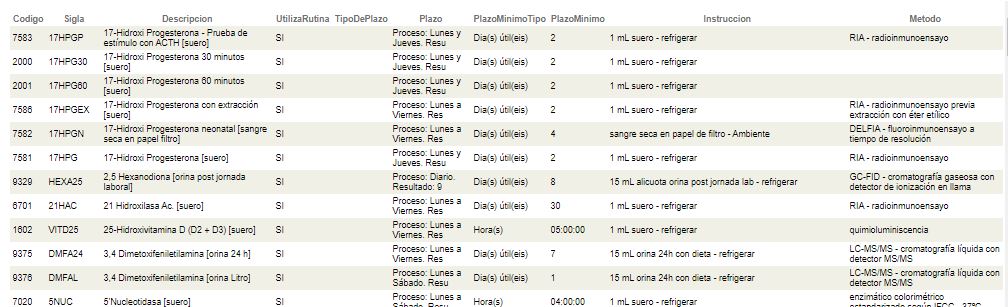 Codigo Sigla Descripcion UtilizaRutina TipoDePlazo Plazo PlazoMinimoTipo PlazoMinimo Instruccion Metodo
7583 17HPGP 17-Hidroxi Progesterona - Prueba de estímulo con ACTH [suero] SI Proceso: Lunes y Jueves. Resu Dia(s) útil(eis) 2 1 mL suero - refrigerar RIA - radioinmunoensayo
2000 17HPG30 17-Hidroxi Progesterona 30 minutos [suero] SI Proceso: Lunes y Jueves. Resu Dia(s) útil(eis) 2 1 mL suero - refrigerar
2001 17HPG60 17-Hidroxi Progesterona 60 minutos [suero] SI Proceso: Lunes y Jueves. Resu Dia(s) útil(eis) 2 1 mL suero - refrigerar
7586 17HPGEX 17-Hidroxi Progesterona con extracción [suero] SI Proceso: Lunes a Viernes. Res Dia(s) útil(eis) 2 1 mL suero - refrigerar RIA - radioinmunoensayo previa extracción con éter etílico
7582 17HPGN 17-Hidroxi Progesterona neonatal [sangre seca en papel filtro] SI Proceso: Lunes a Viernes. Res Dia(s) útil(eis) 4 sangre seca en papel de filtro - Ambiente DELFIA - fluoroinmunoensayo a tiempo de resolución
7581 17HPG 17-Hidroxi Progesterona [suero] SI Proceso: Lunes y Jueves. Resu Dia(s) útil(eis) 2 1 mL suero - refrigerar RIA - radioinmunoensayo
9329 HEXA25 2,5 Hexanodiona [orina post jornada laboral] SI Proceso: Diario. Resultado: 9 Dia(s) útil(eis) 8 15 mL alicuota orina post jornada lab - refrigerar GC-FID - cromatografía gaseosa con detector de ionización en llama
6701 21HAC 21 Hidroxilasa Ac. [suero] SI Proceso: Lunes a Viernes. Res Dia(s) útil(eis) 30 1 mL suero - refrigerar RIA - radioinmunoensayo
1602 VITD25 25-Hidroxivitamina D (D2 + D3) [suero] SI Proceso: Lunes a Viernes. Res Hora(s) 05:00:00 1 mL suero - refrigerar quimioluminiscencia
9375 DMFA24 3,4 Dimetoxifeniletilamina [orina 24 h] SI Proceso: Lunes a Viernes. Res Dia(s) útil(eis) 7 15 mL orina 24h con dieta - refrigerar LC-MS/MS - cromatografía líquida con detector MS/MS
9376 DMFAL 3,4 Dimetoxifeniletilamina [orina Litro] SI Proceso: Lunes a Sábado. Resu Dia(s) útil(eis) 1 15 mL orina 24h con dieta - refrigerar LC-MS/MS - cromatografía líquida con detector MS/MS
7020 5NUC 5'Nucleotidasa [suero] SI Proceso: Lunes a Sábado. Resu Hora(s) 04:00:00 1 mL suero - refrigerar enzimático colorimétrico estandarizado según IFCC - 37ºC